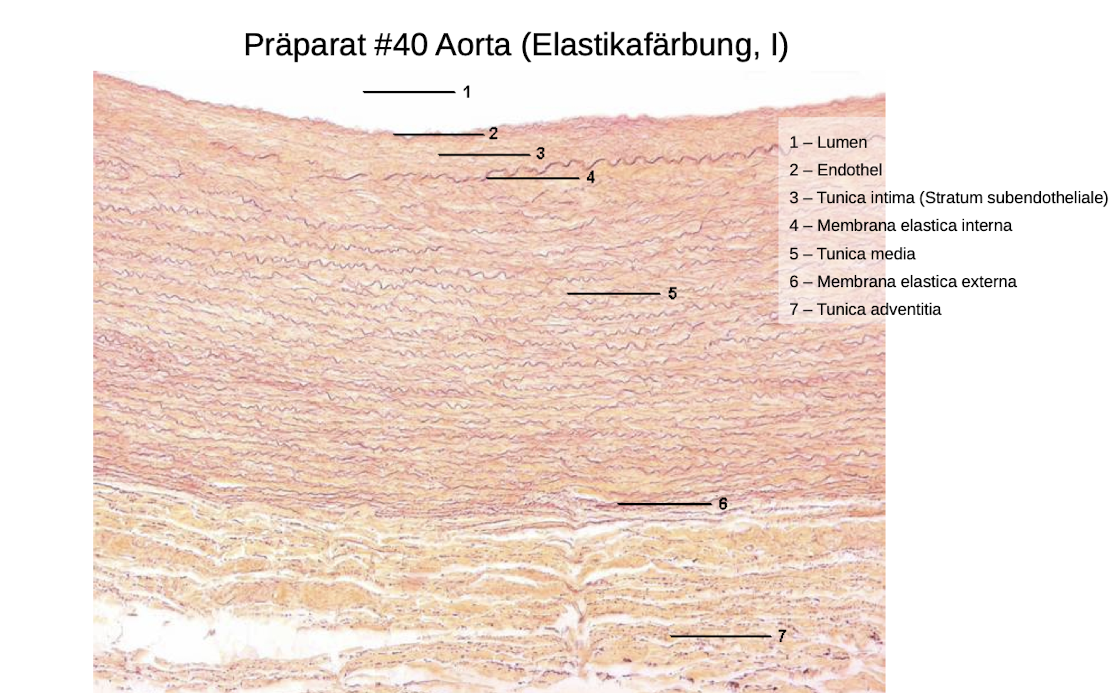 Präparat #40 Aorta (Elastikafärbung, I)
1
2
3
4
5
6
7
1 – Lumen
2 – Endothel
3 – Tunica intima (Stratum subendotheliale)
4 – Membrana elastica interna
5 – Tunica media
6 – Membrana elastica externa
7 – Tunica adventitia